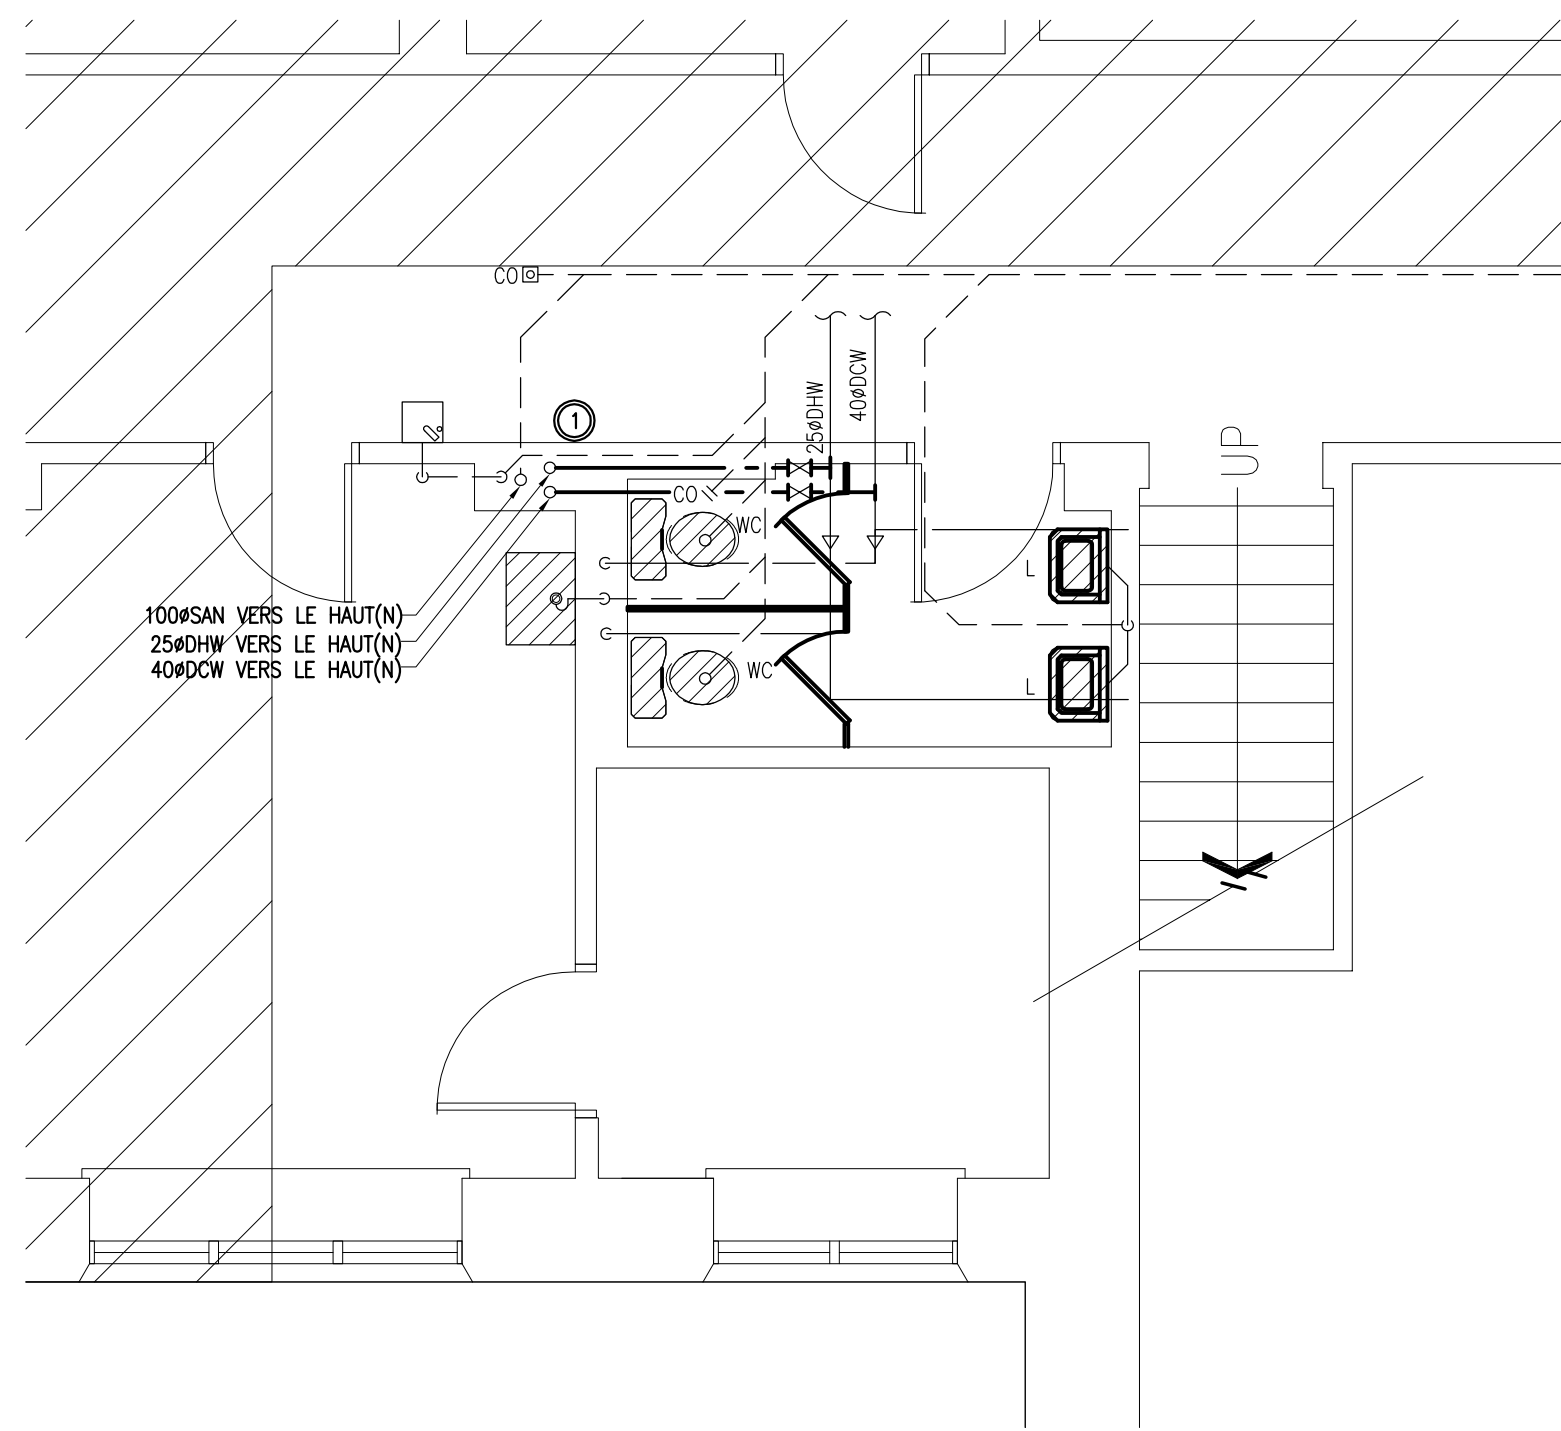 CO
25øDHW
40øDCW
1
UP
CO
WC
L
100øSAN VERS LE HAUT(N)
25øDHW VERS LE HAUT(N)
40øDCW VERS LE HAUT(N)
WC
L